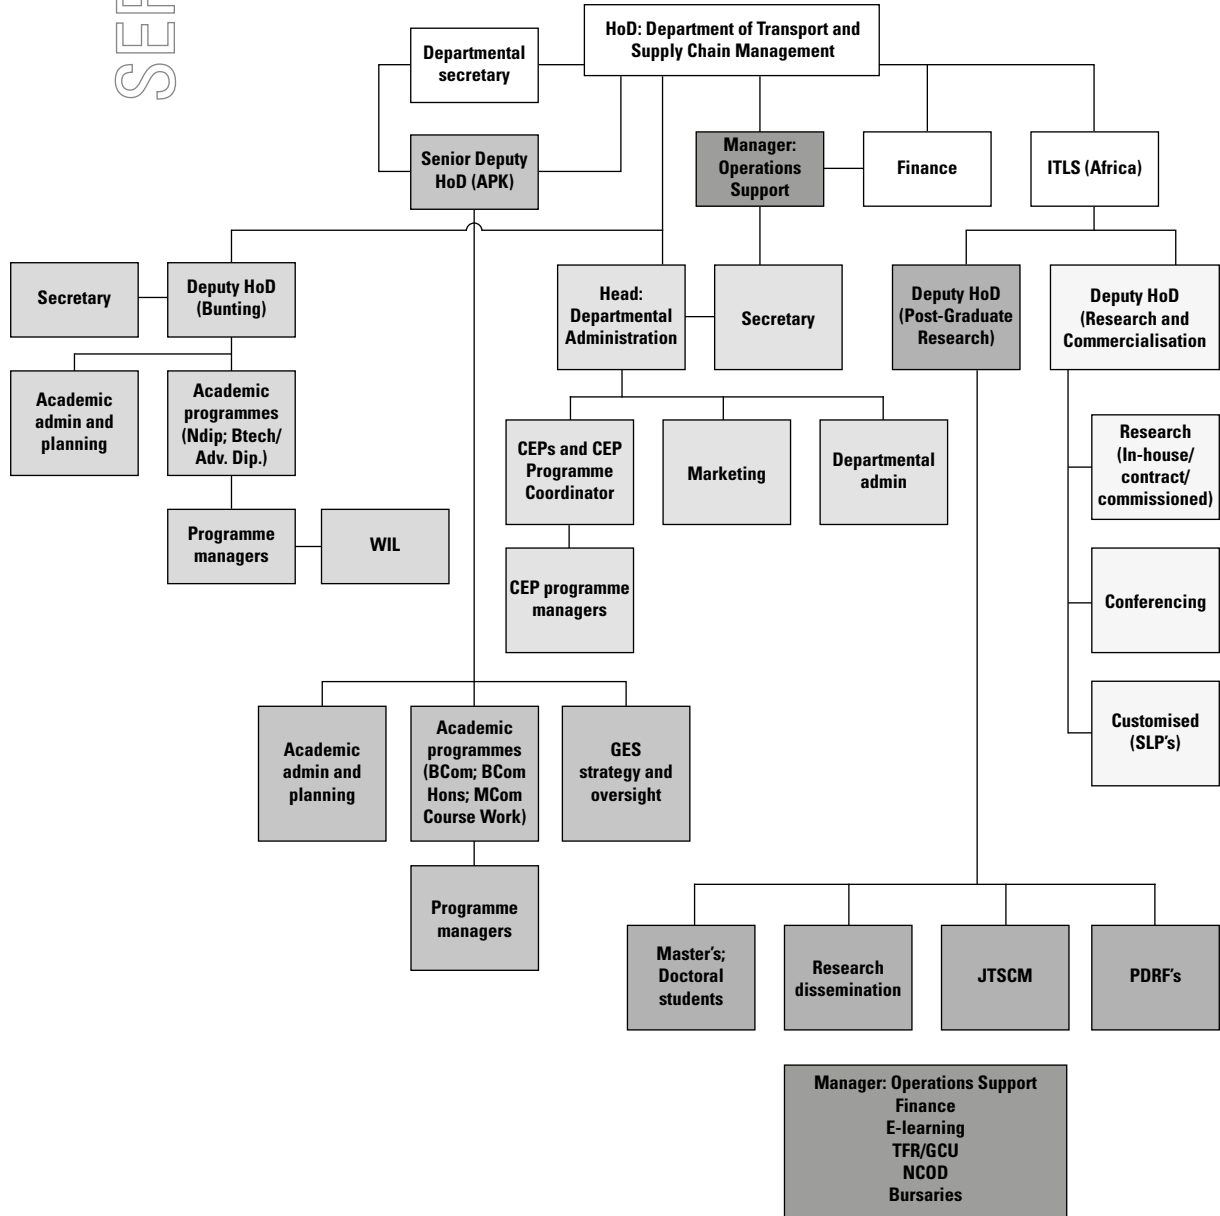 SER
HoD: Department of Transport and
Supply Chain Management
Departmental
secretary
Senior Deputy
HoD (APK)
Manager:
Operations
Support
Finance
ITLS (Africa)
Secretary
Deputy HoD
(Bunting)
Head:
Departmental
Administration
Secretary
Deputy HoD
(Post-Graduate
Research)
Deputy HoD
(Research and
Commercialisation
Academic
admin and
planning
Academic
programmes
(Ndip; Btech/
Adv. Dip.)
CEPs and CEP
Programme
Coordinator
Marketing
Departmental
admin
Research
(In-house/
contract/
commissioned)
Programme
managers
WIL
CEP programme
managers
Conferencing
Customised
(SLP's)
Academic
admin and
planning
Academic
programmes
(BCom; BCom
Hons; MCom
Course Work)
GES
strategy and
oversight
Programme
managers
Master's;
Doctoral
students
Research
dissemination
JTSCM
PDRF's
Manager: Operations Support
Finance
E-learning
TFR/GCU
NCOD
Bursaries